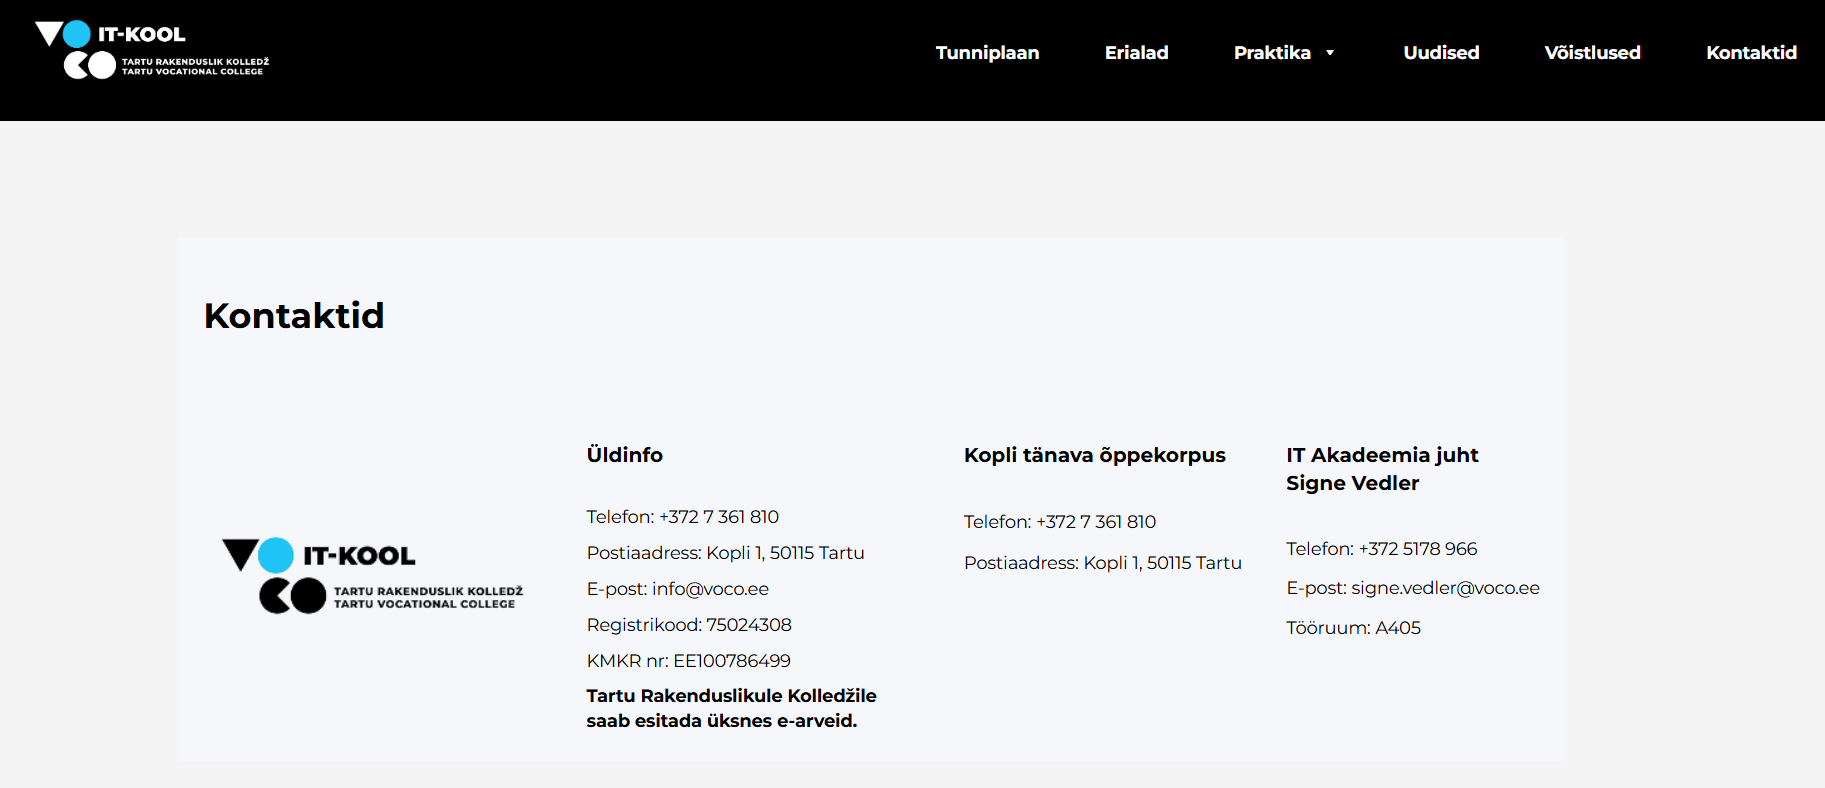 IT-KOOL
TARTU RAKENDUSLIK KOLLEDŽ
TARTU VOCATIONAL COLLEGE
Tunniplaan
Erialad
Praktika
Uudised
Võistlused
Kontaktid
Kontaktid
IT-KOOL
TARTU RAKENDUSLIK KOLLEDŽ
TARTU VOCATIONAL COLLEGE
Üldinfo
Telefon: +372 7 361 810
Postiaadress: Kopli 1, 50115 Tartu
E-post: info@voco.ee
Registrikood: 75024308
KMKR nr: EE100786499
Tartu Rakenduslikule Kolledžile
saab esitada üksnes e-arveid.
Kopli tänava õppekorpus
Telefon: +372 7 361 810
Postiaadress: Kopli 1, 50115 Tartu
IT Akadeemia juht
Signe Vedler
Telefon: +372 5178 966
E-post: signe.vedler@voco.ee
Tööruum: A405